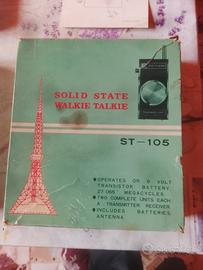 SOLID STATE
WALKIE TALKIE
ST-105
• OPERATES ON 9 VOLT
TRANSISTOR BATTERY
27.065 MEGACYCLES
• TWO COMPLETE UNITS EACH
A TRANSMITTER RECEIVER
• INCLUDES BATTERIES,
ANTENNA